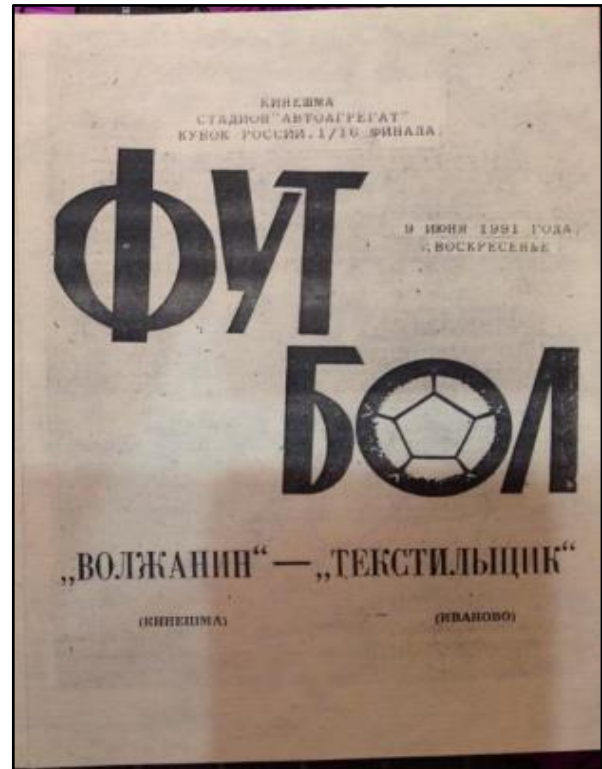 КИНЕШМА
СТАДИОН "АВТОАГРЕГАТ"
КУБОК РОССИИ.1/16 ФИНАЛА
ФУТ
9 ИЮНЯ 1991 ГОДА,
ВОСКРЕСЕНЬЕ
БОЛ
„ВОЛЖАНИН“ — „ТЕКСТИЛЬЩИК“
(КИНЕШМА) (ИВАНОВО)